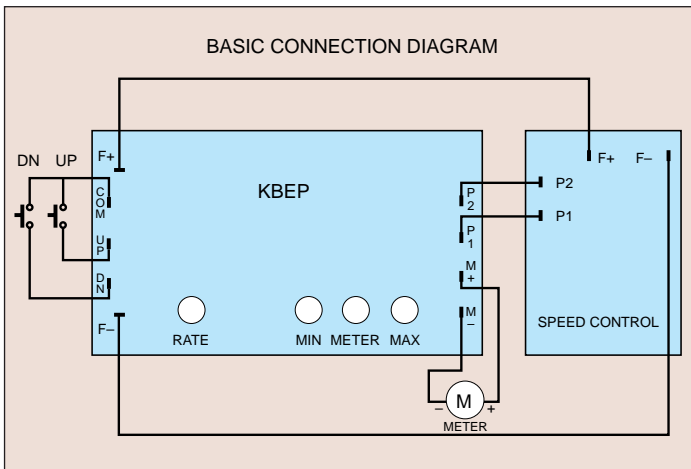 BASIC CONNECTION DIAGRAM
DN UP
F+
COM
UP
DN
F–
KBEP
RATE
MIN METER MAX
P2
P1
M+
M–
– M +
METER
F+ F–
P2
P1
SPEED CONTROL